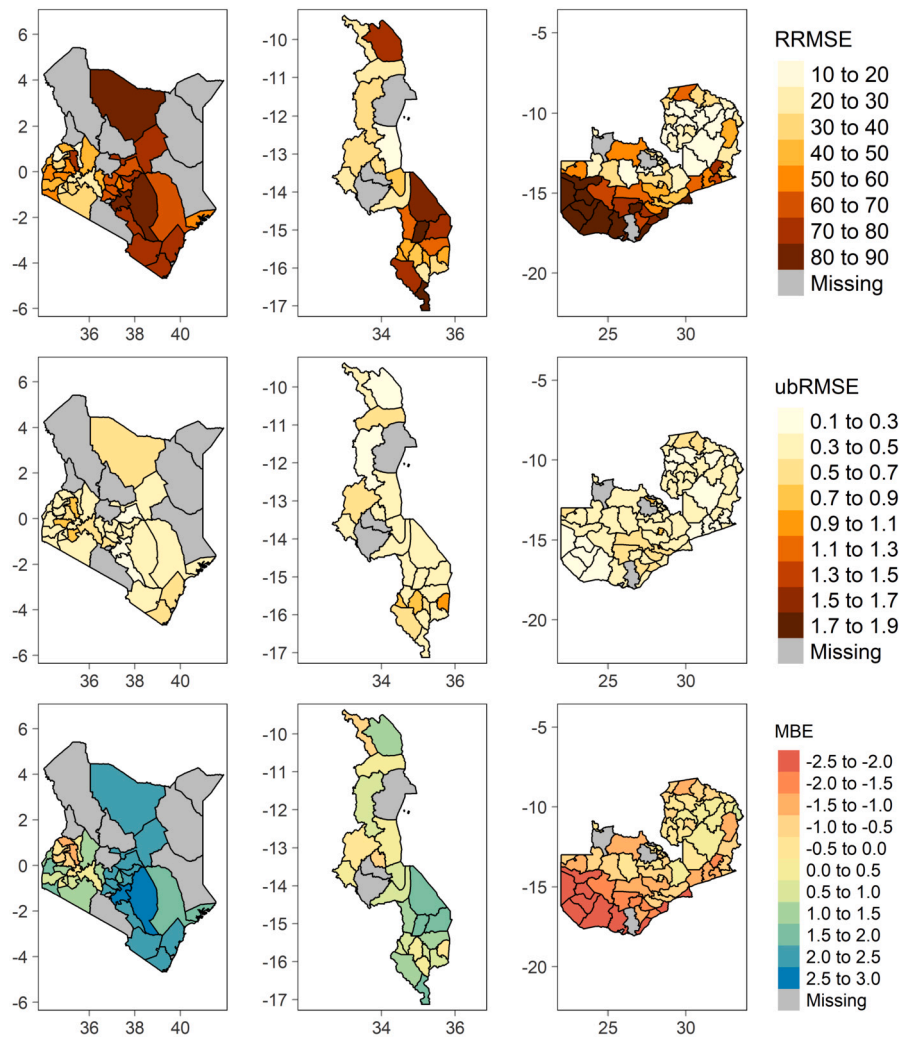 6
4
2
0
-2
-4
-6
36 38 40
-10
-11
-12
-13
-14
-15
-16
-17
34 36
-5
-10
-15
-20
25 30
RRMSE
10 to 20
20 to 30
30 to 40
40 to 50
50 to 60
60 to 70
70 to 80
80 to 90
Missing
6
4
2
0
-2
-4
-6
36 38 40
-10
-11
-12
-13
-14
-15
-16
-17
34 36
-5
-10
-15
-20
25 30
ubRMSE
0.1 to 0.3
0.3 to 0.5
0.5 to 0.7
0.7 to 0.9
0.9 to 1.1
1.1 to 1.3
1.3 to 1.5
1.5 to 1.7
1.7 to 1.9
Missing
6
4
2
0
-2
-4
-6
36 38 40
-10
-11
-12
-13
-14
-15
-16
-17
34 36
-5
-10
-15
-20
25 30
MBE
-2.5 to -2.0
-2.0 to -1.5
-1.5 to -1.0
-1.0 to -0.5
-0.5 to 0.0
0.0 to 0.5
0.5 to 1.0
1.0 to 1.5
1.5 to 2.0
2.0 to 2.5
2.5 to 3.0
Missing